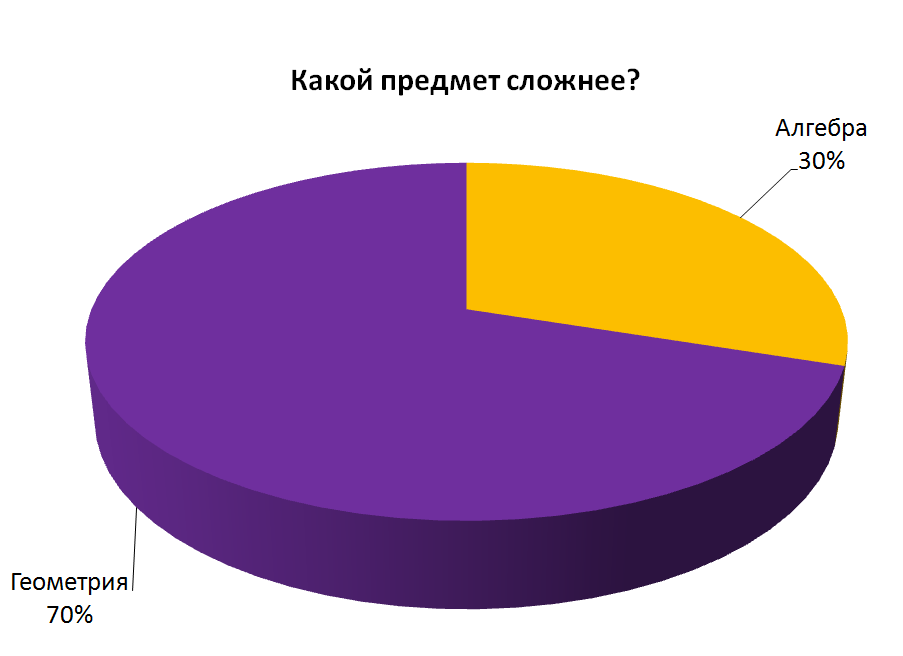 Какой предмет сложнее?
Алгебра
30%
Геометрия
70%